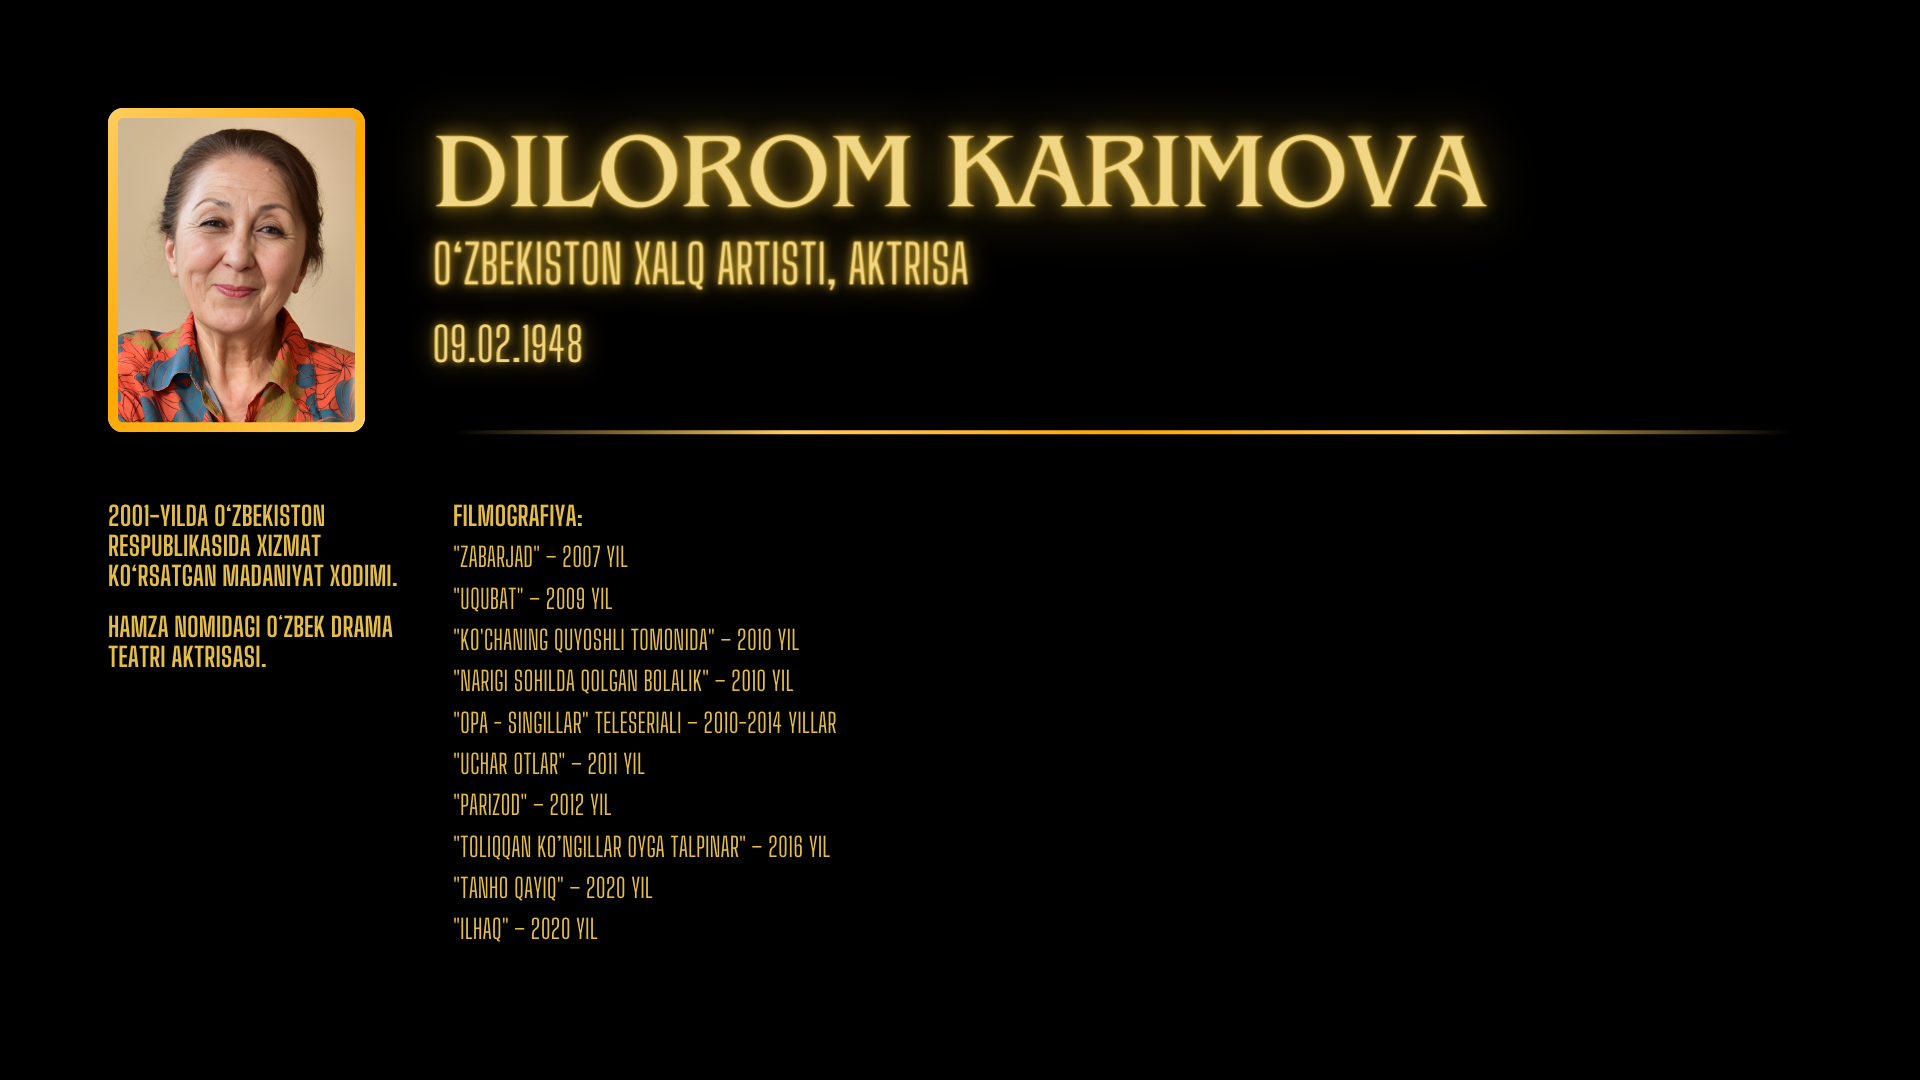 DILOROM KARIMOVA
O‘ZBEKISTON XALQ ARTISTI, AKTRISA
09.02.1948
2001-YILDA O‘ZBEKISTON
RESPUBLIKASIDA XIZMAT
KO‘RSATGAN MADANIYAT XODIMI.
HAMZA NOMIDAGI O‘ZBEK DRAMA
TEATRI AKTRISASI.
FILMOGRAFIYA:
"ZABARJAD" – 2007 YIL
"UQUBAT" – 2009 YIL
"KO'CHANING QUYOSHLI TOMONIDA" – 2010 YIL
"NARIGI SOHILDA QOLGAN BOLALIK" – 2010 YIL
"OPA - SINGILLAR" TELESERIALI – 2010-2014 YILLAR
"UCHAR OTLAR" – 2011 YIL
"PARIZOD" – 2012 YIL
"TOLIQQAN KO’NGILLAR OYGA TALPINAR" – 2016 YIL
"TANHO QAYIQ" – 2020 YIL
"ILHAQ" – 2020 YIL